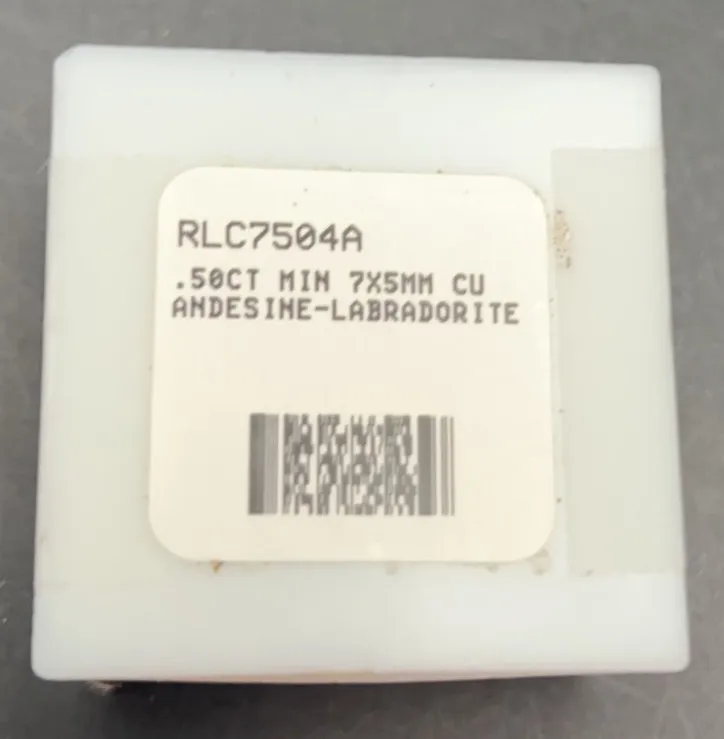 RLC7504A
.50CT MIN 7X5MM CU
ANDESINE-LABRADORITE